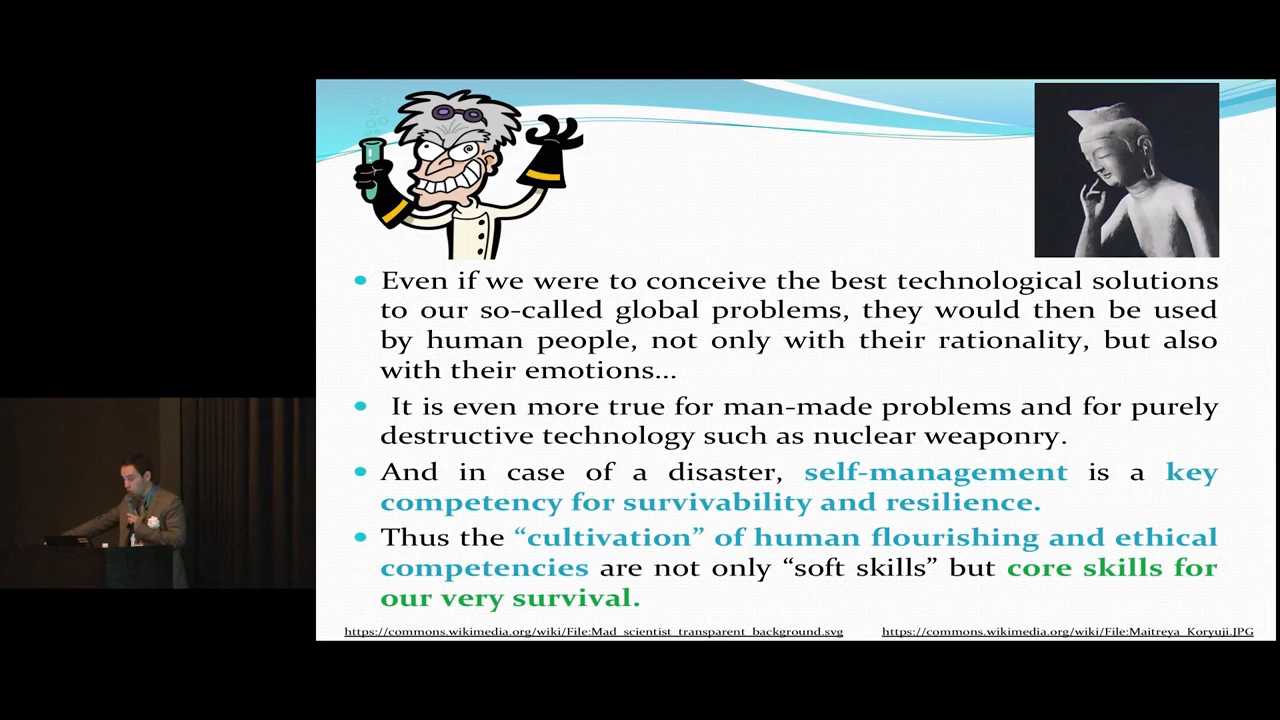 Even if we were to conceive the best technological solutions
to our so-called global problems, they would then be used
by human people, not only with their rationality, but also
with their emotions...
It is even more true for man-made problems and for purely
destructive technology such as nuclear weaponry.
And in case of a disaster, self-management is a key
competency for survivability and resilience.
Thus the “cultivation” of human flourishing and ethical
competencies are not only “soft skills” but core skills for
our very survival.
https://commons.wikimedia.org/wiki/File:Mad_scientist_transparent_background.svg
https://commons.wikimedia.org/wiki/File:Maitreya_Koryuji.JPG